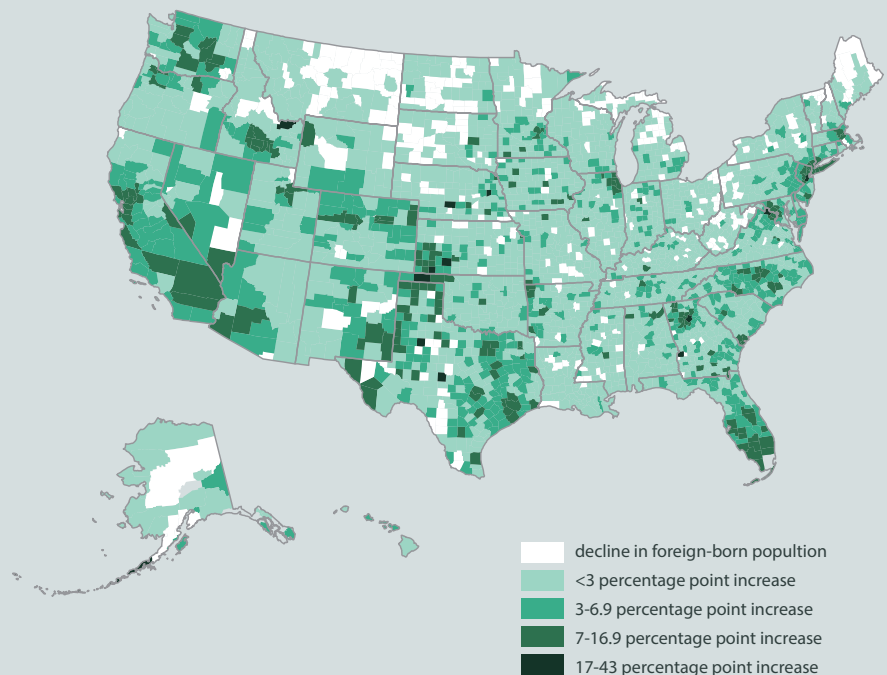 decline in foreign-born popultion
<3 percentage point increase
3-6.9 percentage point increase
7-16.9 percentage point increase
17-43 percentage point increase